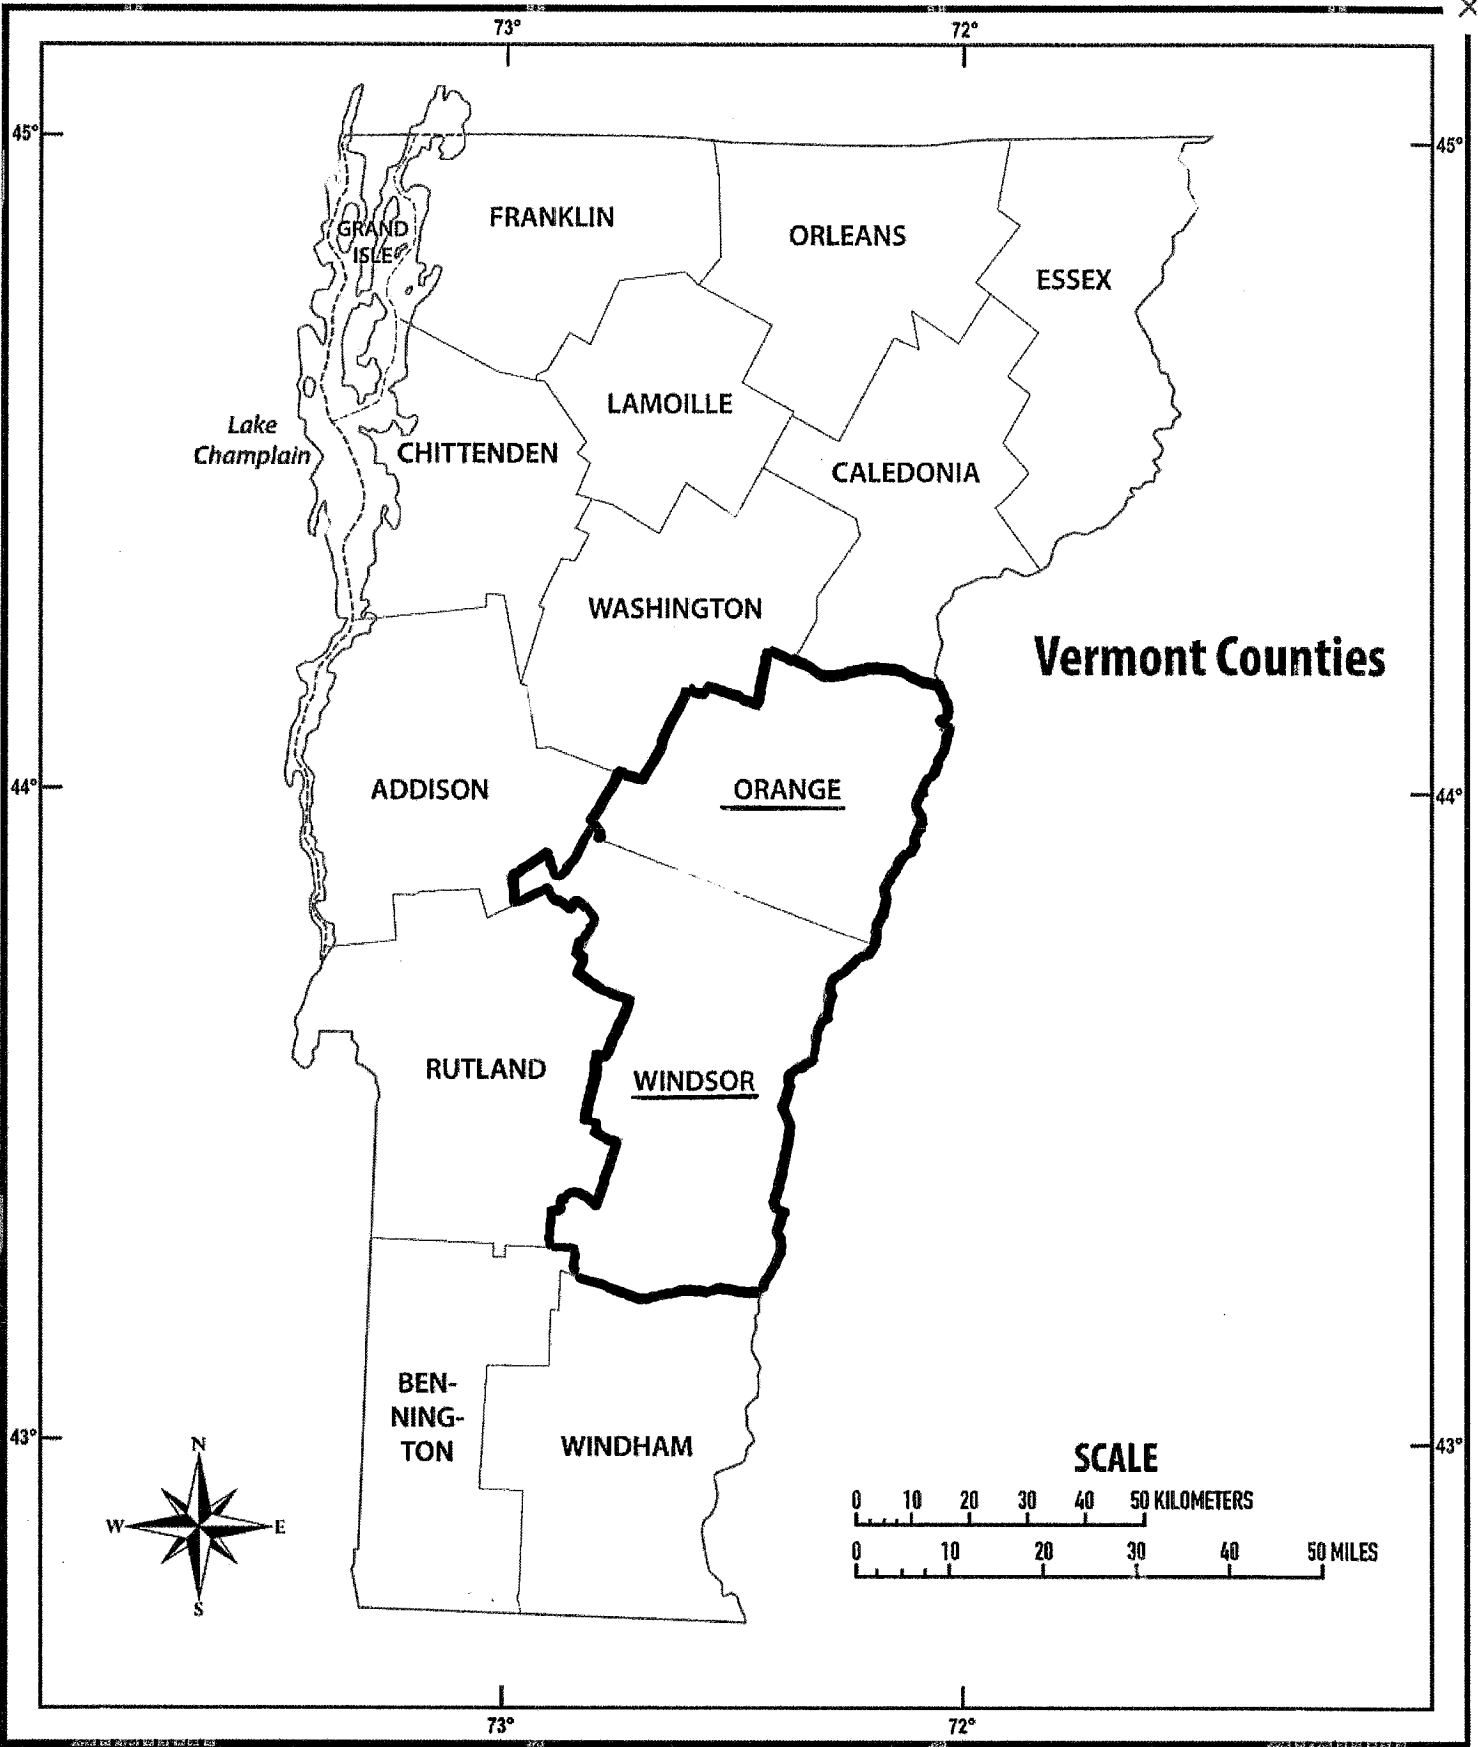 73°
72°
45°
45°
FRANKLIN
ORLEANS
GRAND
ISLE
ESSEX
LAMOILLE
Lake
Champlain
CHITTENDEN
CALEDONIA
WASHINGTON
Vermont Counties
44°
ADDISON
ORANGE
44°
RUTLAND
WINDSOR
BEN-
NING-
TON
WINDHAM
43°
43°
N
W
E
S
SCALE
0 10 20 30 40 50 KILOMETERS
0 10 20 30 40 50 MILES
73°
72°